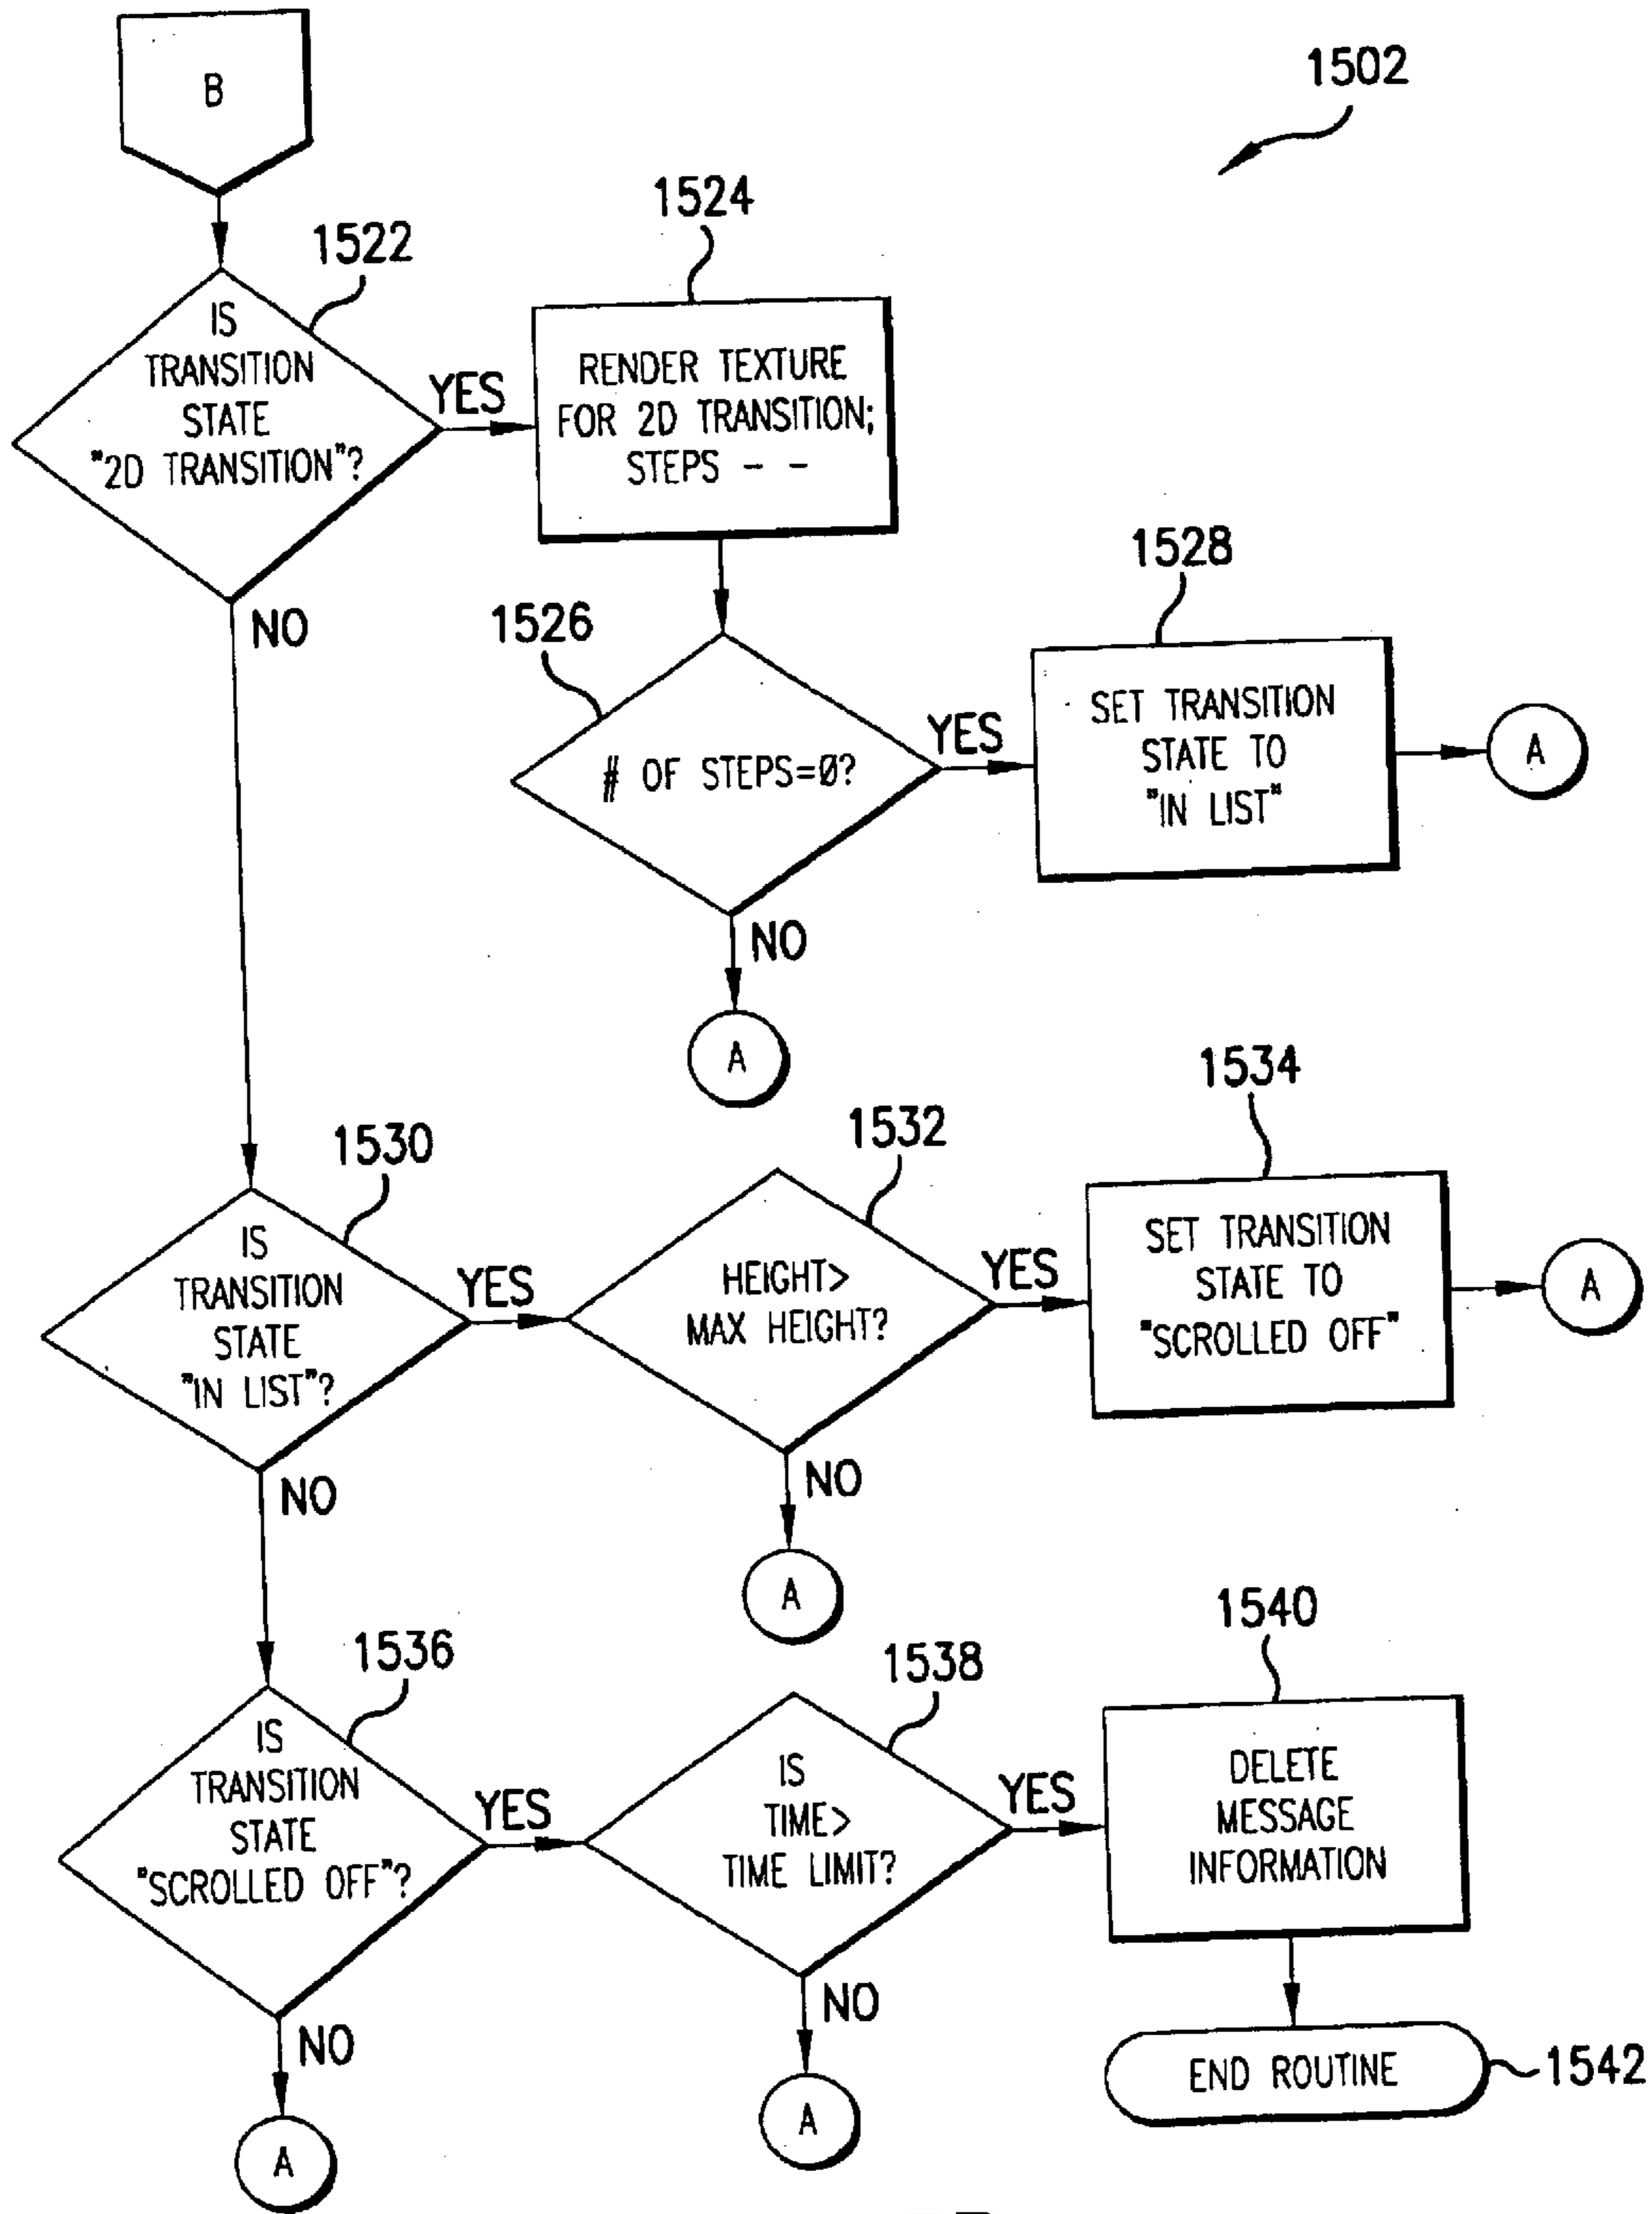 B
1502
1522
IS
TRANSITION
STATE
"2D TRANSITION"?
YES
NO
1524
RENDER TEXTURE
FOR 2D TRANSITION;
STEPS - -
1526
# OF STEPS=Ø?
YES
NO
A
1528
SET TRANSITION
STATE TO
"IN LIST"
A
1530
IS
TRANSITION
STATE
"IN LIST"?
YES
NO
1532
HEIGHT>
MAX HEIGHT?
YES
NO
A
1534
SET TRANSITION
STATE TO
"SCROLLED OFF"
A
1536
IS
TRANSITION
STATE
"SCROLLED OFF"?
YES
NO
A
1538
IS
TIME>
TIME LIMIT?
YES
NO
A
1540
DELETE
MESSAGE
INFORMATION
END ROUTINE
1542